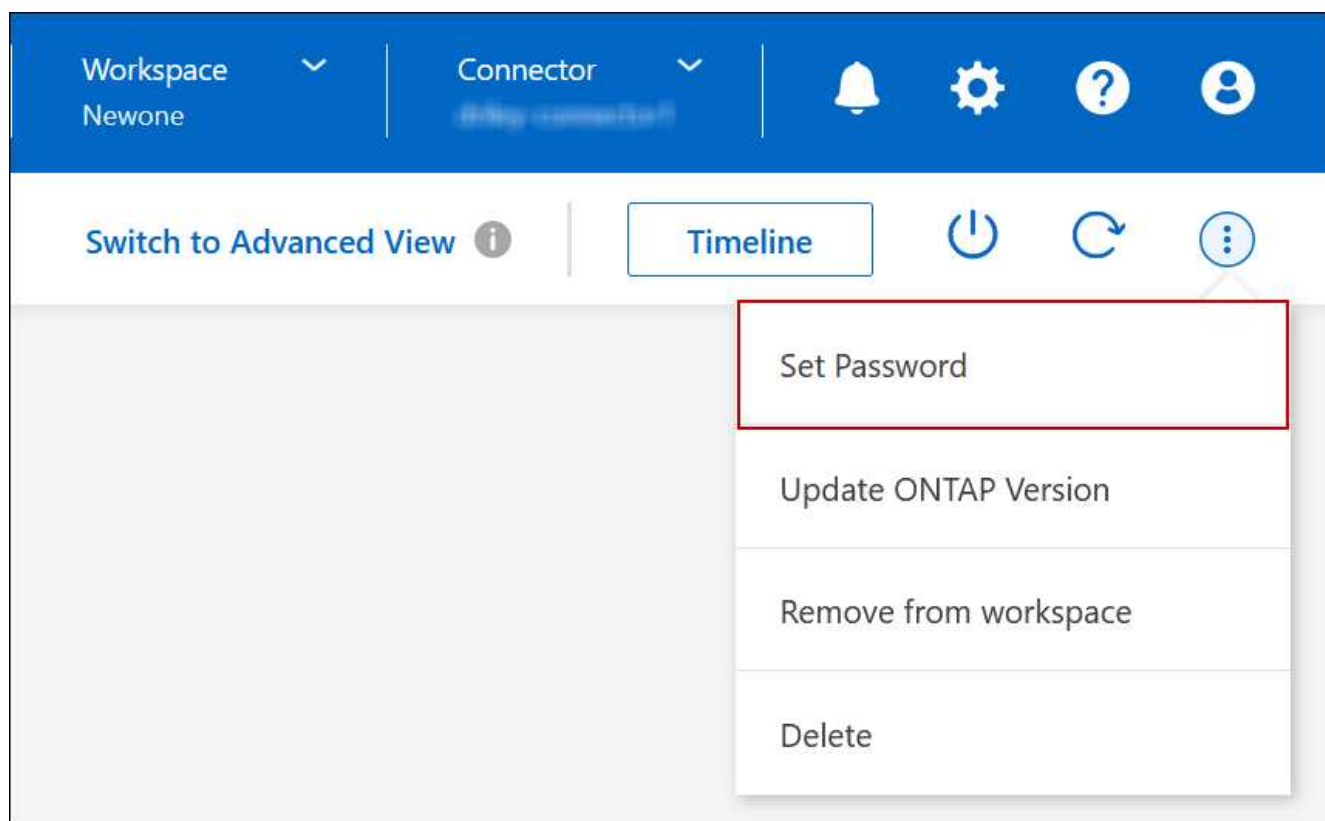 Workspace
Newone
Connector
Switch to Advanced View
Timeline
Set Password
Update ONTAP Version
Remove from workspace
Delete